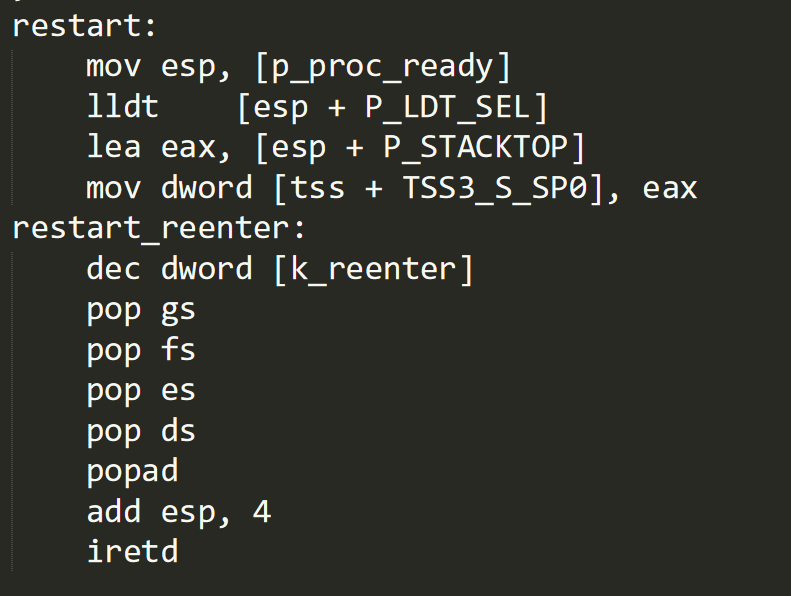 restart:
    mov esp, [p_proc_ready]
    lldt    [esp + P_LDT_SEL]
    lea eax, [esp + P_STACKTOP]
    mov dword [tss + TSS3_S_SP0], eax
restart_reenter:
    dec dword [k_reenter]
    pop gs
    pop fs
    pop es
    pop ds
    popad
    add esp, 4
    iretd